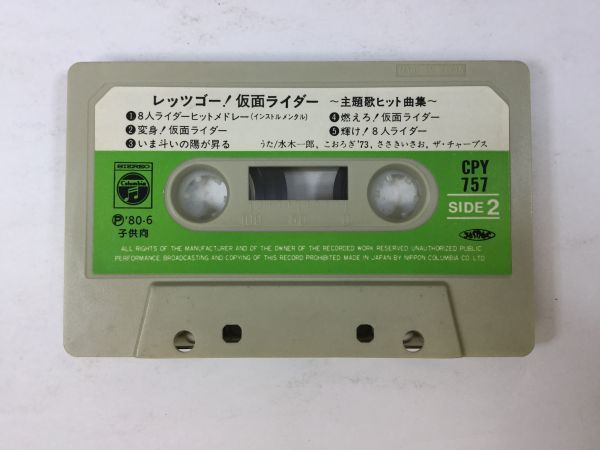 レッツゴー!仮面ライダー ～主題歌ヒット曲集～
❶8人ライダーヒットメドレー(インストルメンタル)
❷変身!仮面ライダー
❸いま斗いの陽が昇る
❹燃えろ!仮面ライダー
❺輝け!8人ライダー
うた/水木一郎, こおろぎ'73, ささきいさお, ザ・チャープス
STEREO
Columbia
Ⓟ'80・6
子供向
CPY
757
SIDE 2
100 50 0
ALL RIGHTS OF THE MANUFACTURER AND OF THE OWNER OF THE RECORDED WORK RESERVED UNAUTHORIZED PUBLIC
PERFORMANCE BROADCASTING AND COPYING OF THIS RECORD PROHIBITED MADE IN JAPAN BY NIPPON COLUMBIA CO LTD